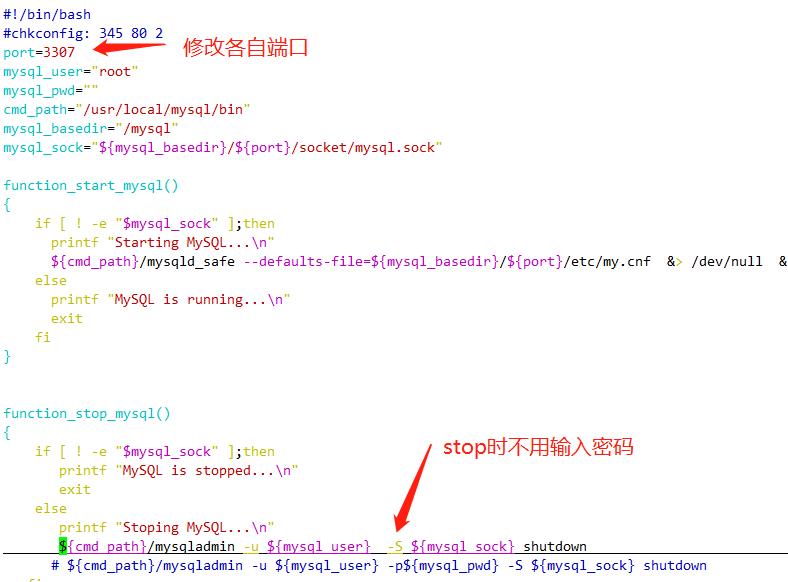 #!/bin/bash
#chkconfig: 345 80 2
port=3307 修改各自端口
mysql_user="root"
mysql_pwd=""
cmd_path="/usr/local/mysql/bin"
mysql_basedir="/mysql"
mysql_sock="${mysql_basedir}/${port}/socket/mysql.sock"
function_start_mysql()
{
if [ ! -e "$mysql_sock" ];then
printf "Starting MySQL...\n"
${cmd_path}/mysqld_safe --defaults-file=${mysql_basedir}/${port}/etc/my.cnf &> /dev/null &
else
printf "MySQL is running...\n"
exit
fi
}
function_stop_mysql()
{
if [ ! -e "$mysql_sock" ];then
stop时不用输入密码
printf "MySQL is stopped...\n"
exit
else
printf "Stoping MySQL...\n"
${cmd_path}/mysqladmin -u ${mysql_user} -S ${mysql_sock} shutdown
# ${cmd_path}/mysqladmin -u ${mysql_user} -p${mysql_pwd} -S ${mysql_sock} shutdown